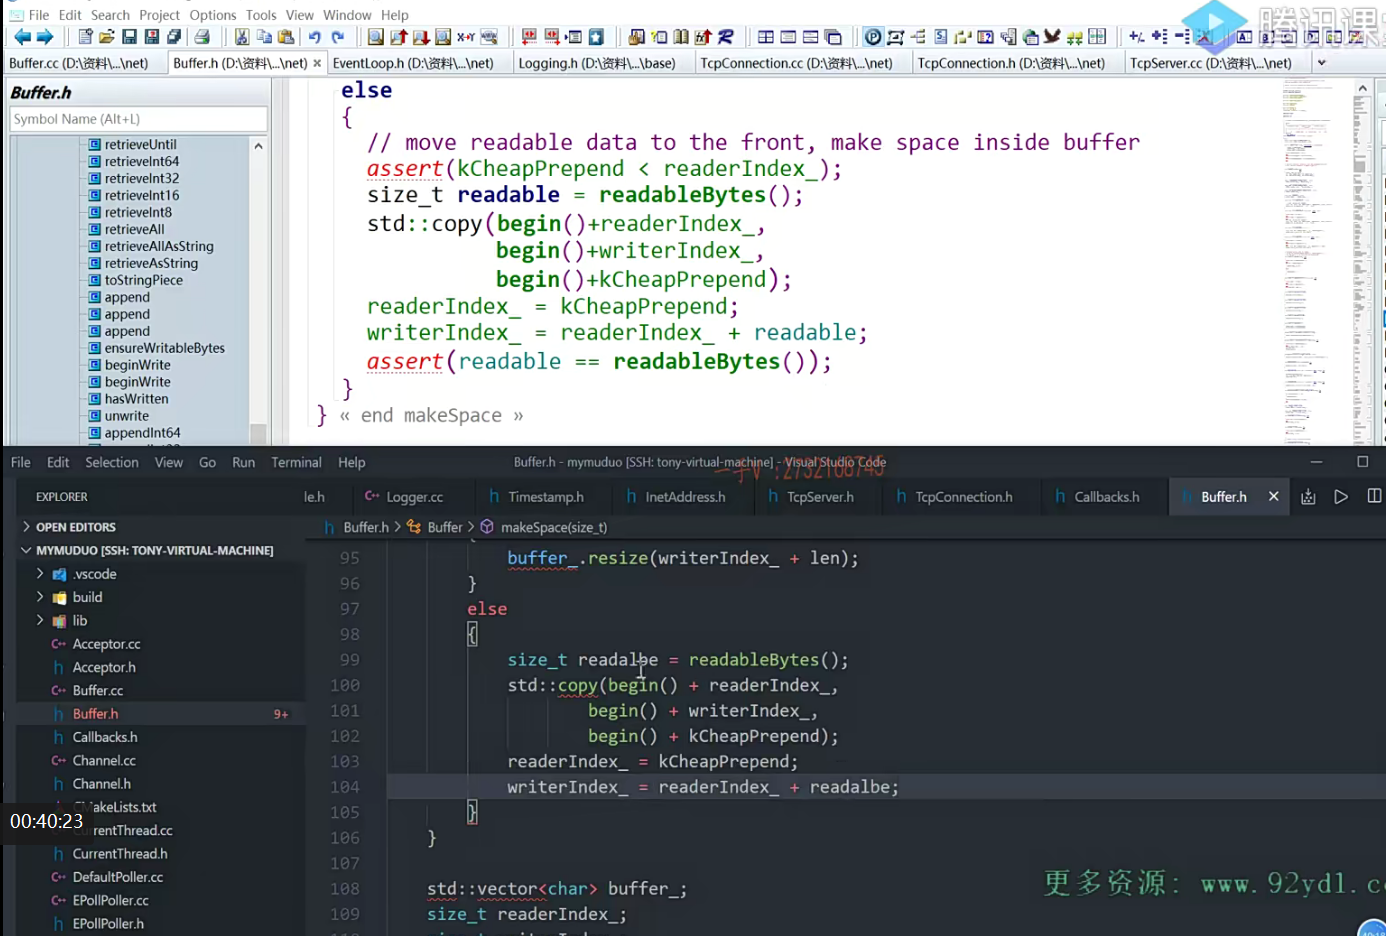 File Edit Search Project Options Tools View Window Help
腾讯课
Buffer.cc (D:\资料\...\net) Buffer.h (D:\资料\...\net) × EventLoop.h (D:\资料\...\net) Logging.h (D:\资料\...\base) TcpConnection.cc (D:\资料\...\net) TcpConnection.h (D:\资料\...\net) TcpServer.cc (D:\资料\...\net)
Buffer.h
Symbol Name (Alt+L)
retrieveUntil
retrieveInt64
retrieveInt32
retrieveInt16
retrieveInt8
retrieveAll
retrieveAllAsString
retrieveAsString
toStringPiece
append
append
append
ensureWritableBytes
beginWrite
beginWrite
hasWritten
unwrite
appendInt64
else
{
// move readable data to the front, make space inside buffer
assert(kCheapPrepend < readerIndex_);
size_t readable = readableBytes();
std::copy(begin()+readerIndex_,
begin()+writerIndex_,
begin()+kCheapPrepend);
readerIndex_ = kCheapPrepend;
writerIndex_ = readerIndex_ + readable;
assert(readable == readableBytes());
}
} « end makeSpace »
File Edit Selection View Go Run Terminal Help
Buffer.h - mymuduo [SSH: tony-virtual-machine] - Visual Studio Code
EXPLORER
le.h Logger.cc Timestamp.h InetAddress.h TcpServer.h TcpConnection.h Callbacks.h Buffer.h ×
OPEN EDITORS
MYMUDUO [SSH: TONY-VIRTUAL-MACHINE]
.vscode
build
lib
Acceptor.cc
Acceptor.h
Buffer.cc
Buffer.h 9+
Callbacks.h
Channel.cc
Channel.h
CMakeLists.txt
00:40:23
CurrentThread.cc
CurrentThread.h
DefaultPoller.cc
EPollPoller.cc
EPollPoller.h
Buffer.h > Buffer > makeSpace(size_t)
95 buffer_.resize(writerIndex_ + len);
96 }
97 else
98 {
99 size_t readalbe = readableBytes();
100 std::copy(begin() + readerIndex_,
101 begin() + writerIndex_,
102 begin() + kCheapPrepend);
103 readerIndex_ = kCheapPrepend;
104 writerIndex_ = readerIndex_ + readalbe;
105 }
106 }
107
108 std::vector<char> buffer_;
109 size_t readerIndex_;
更多资源: www.92ydl.c